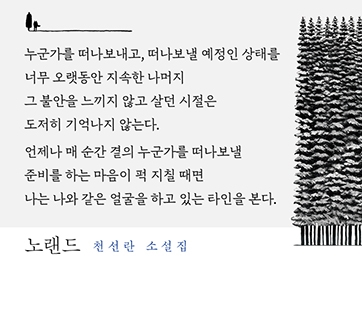 누군가를 떠나보내고, 떠나보낼 예정인 상태를
너무 오랫동안 지속한 나머지
그 불안을 느끼지 않고 살던 시절은
도저히 기억나지 않는다.
언제나 매 순간 곁의 누군가를 떠나보낼
준비를 하는 마음이 퍽 지칠 때면
나는 나와 같은 얼굴을 하고 있는 타인을 본다.
노랜드 천선란 소설집